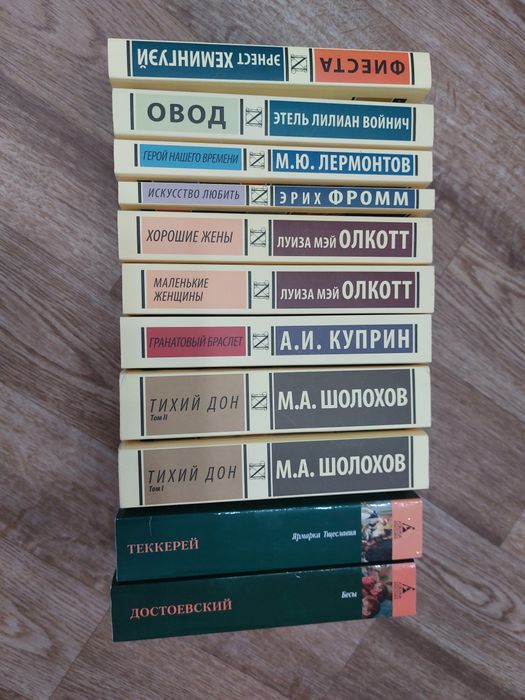 ЭРНЕСТ ХЕМИНГУЭЙ
ФИЕСТА
ОВОД
ЭТЕЛЬ ЛИЛИАН ВОЙНИЧ
ГЕРОЙ НАШЕГО ВРЕМЕНИ
М.Ю. ЛЕРМОНТОВ
ИСКУССТВО ЛЮБИТЬ
ЭРИХ ФРОММ
ХОРОШИЕ ЖЕНЫ
ЛУИЗА МЭЙ ОЛКОТТ
МАЛЕНЬКИЕ
ЖЕНЩИНЫ
ЛУИЗА МЭЙ ОЛКОТТ
ГРАНАТОВЫЙ БРАСЛЕТ
А.И. КУПРИН
ТИХИЙ ДОН
Том II
М.А. ШОЛОХОВ
ТИХИЙ ДОН
Том I
М.А. ШОЛОХОВ
ТЕККЕРЕЙ
Ярмарка Тщеславия
ДОСТОЕВСКИЙ
Бесы